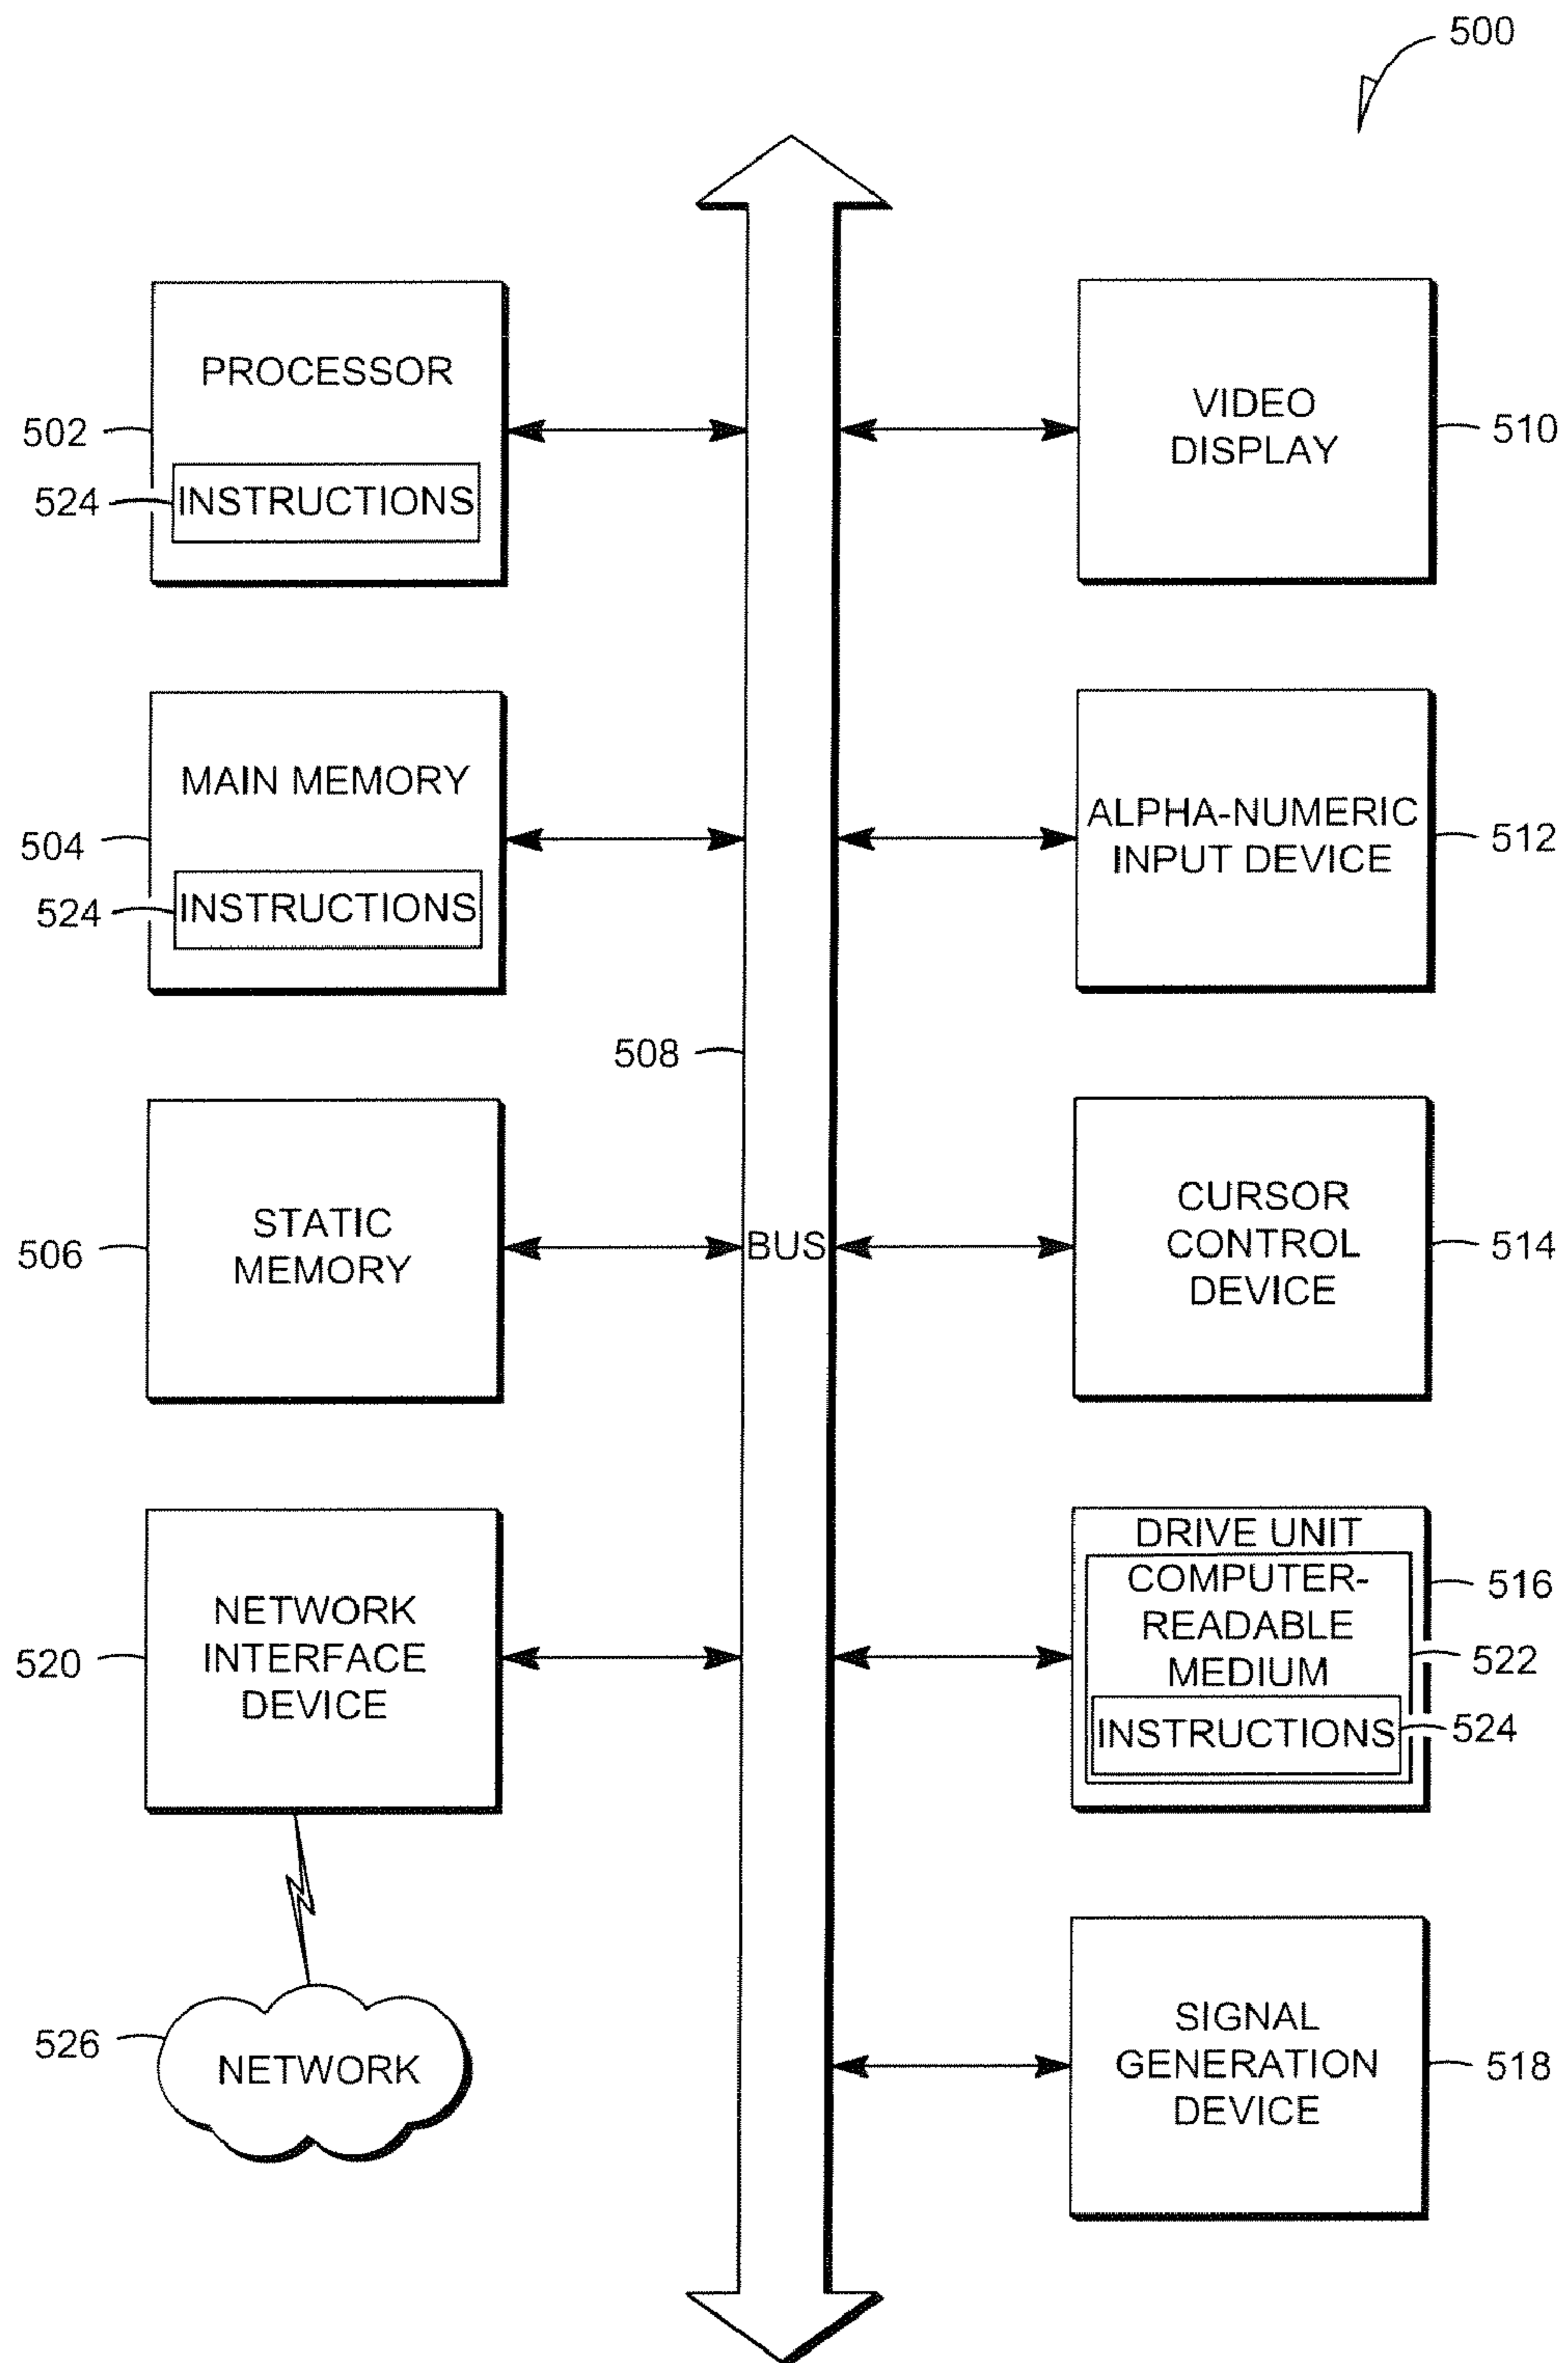 500
PROCESSOR
502
524
INSTRUCTIONS
MAIN MEMORY
504
524
INSTRUCTIONS
508
STATIC
MEMORY
506
BUS
NETWORK
INTERFACE
DEVICE
520
526
NETWORK
VIDEO
DISPLAY
510
ALPHA-NUMERIC
INPUT DEVICE
512
CURSOR
CONTROL
DEVICE
514
DRIVE UNIT
COMPUTER-
READABLE
MEDIUM
516
522
INSTRUCTIONS
524
SIGNAL
GENERATION
DEVICE
518